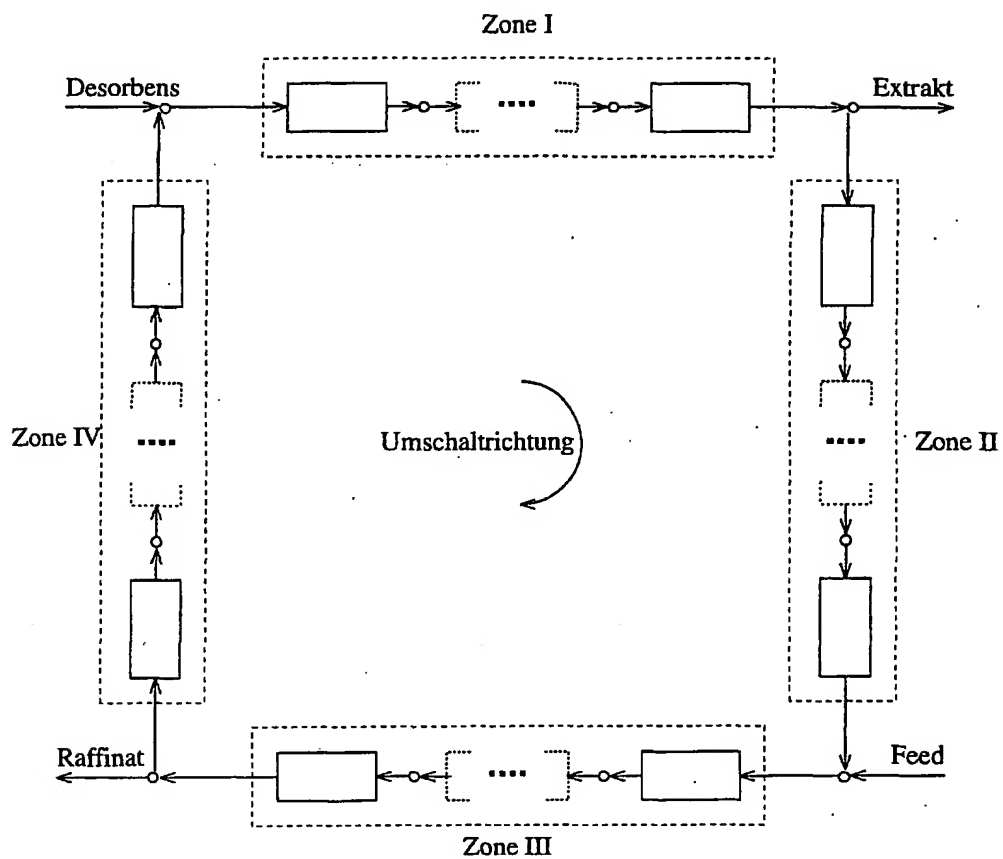 Zone I
Desorbens
Extrakt
Zone IV
Umschaltrichtung
Zone II
Raffinat
Feed
Zone III